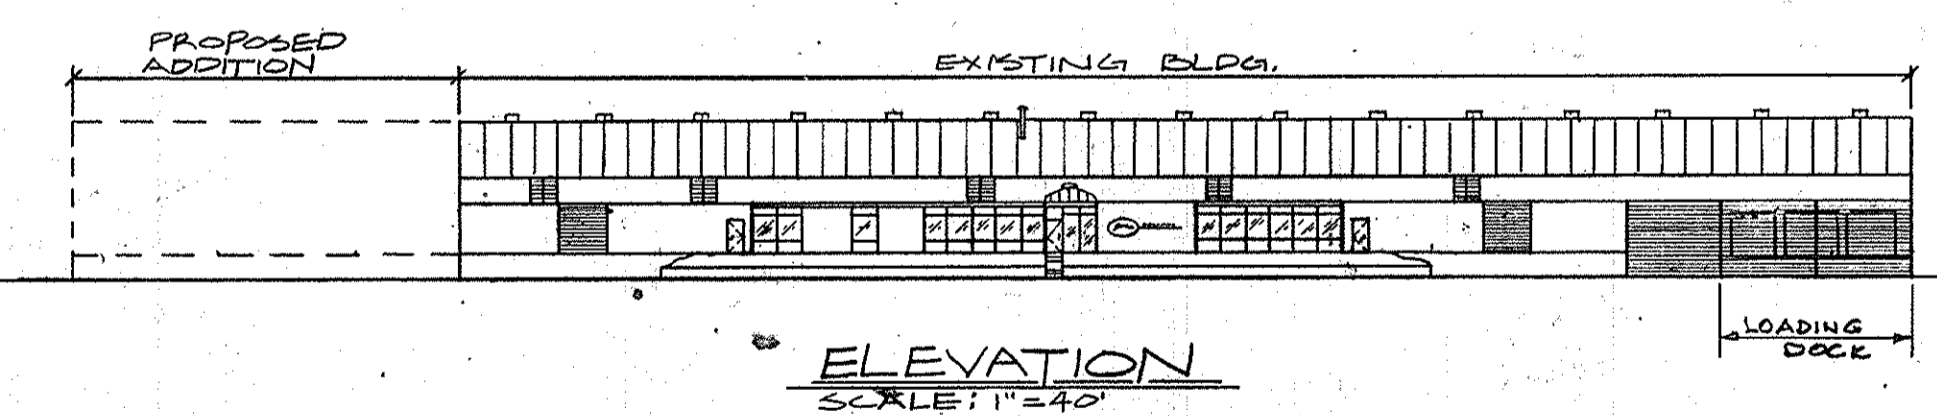 PROPOSED
ADDITION
EXISTING BLDG.
LOADING
DOCK
ELEVATION
SCALE: 1"=40'